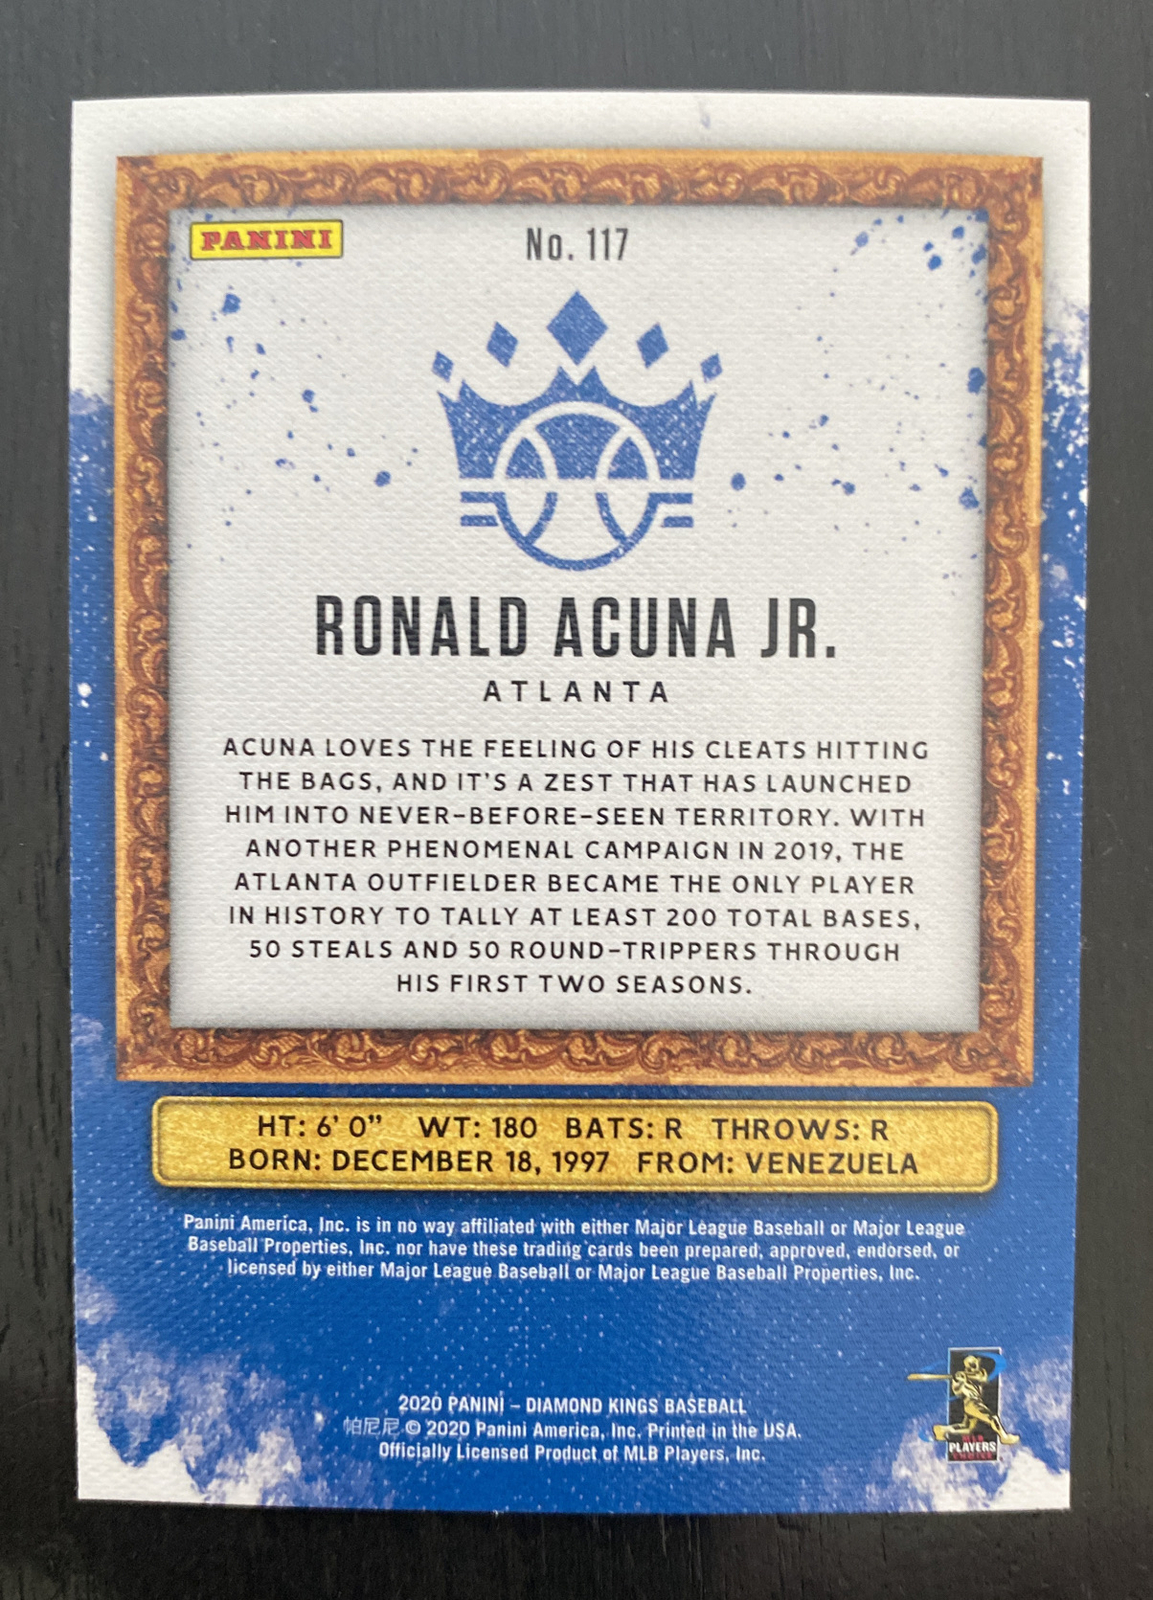 PANINI
No. 117
RONALD ACUNA JR.
ATLANTA
ACUNA LOVES THE FEELING OF HIS CLEATS HITTING
THE BAGS, AND IT'S A ZEST THAT HAS LAUNCHED
HIM INTO NEVER-BEFORE-SEEN TERRITORY. WITH
ANOTHER PHENOMENAL CAMPAIGN IN 2019, THE
ATLANTA OUTFIELDER BECAME THE ONLY PLAYER
IN HISTORY TO TALLY AT LEAST 200 TOTAL BASES,
50 STEALS AND 50 ROUND-TRIPPERS THROUGH
HIS FIRST TWO SEASONS.
HT: 6' 0" WT: 180 BATS: R THROWS: R
BORN: DECEMBER 18, 1997 FROM: VENEZUELA
Panini America, Inc. is in no way affiliated with either Major League Baseball or Major League
Baseball Properties, Inc. nor have these trading cards been prepared, approved, endorsed, or
licensed by either Major League Baseball or Major League Baseball Properties, Inc.
2020 PANINI – DIAMOND KINGS BASEBALL
帕尼尼 © 2020 Panini America, Inc. Printed in the USA.
Officially Licensed Product of MLB Players, Inc.
MLB
PLAYERS
CHOICE